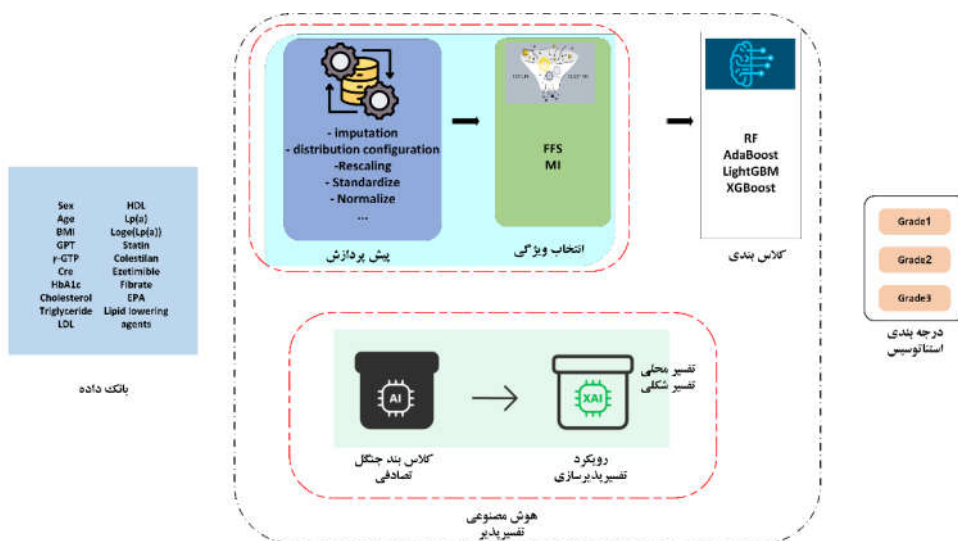 - imputation
- distribution configuration
-Rescaling
- Standardize
- Normalize
...
پیش پردازش
FFS
MI
انتخاب ویژگی
RF
AdaBoost
LightGBM
XGBoost
کلاس بندی
Sex
Age
BMI
GPT
γ-GTP
Cre
HbA1c
Cholesterol
Triglyceride
LDL
HDL
Lp(a)
Loge(Lp(a))
Statin
Colestilan
Ezetimible
Fibrate
EPA
Lipid lowering
agents
بانک داده
Grade1
Grade2
Grade3
درجه بندی
استئاتوسیس
AI
کلاس بند جنگل
تصادفی
XAI
تفسیر محلی
تفسیر شکلی
رویکرد
تفسیرپذیرسازی
هوش مصنوعی
تفسیرپذیر